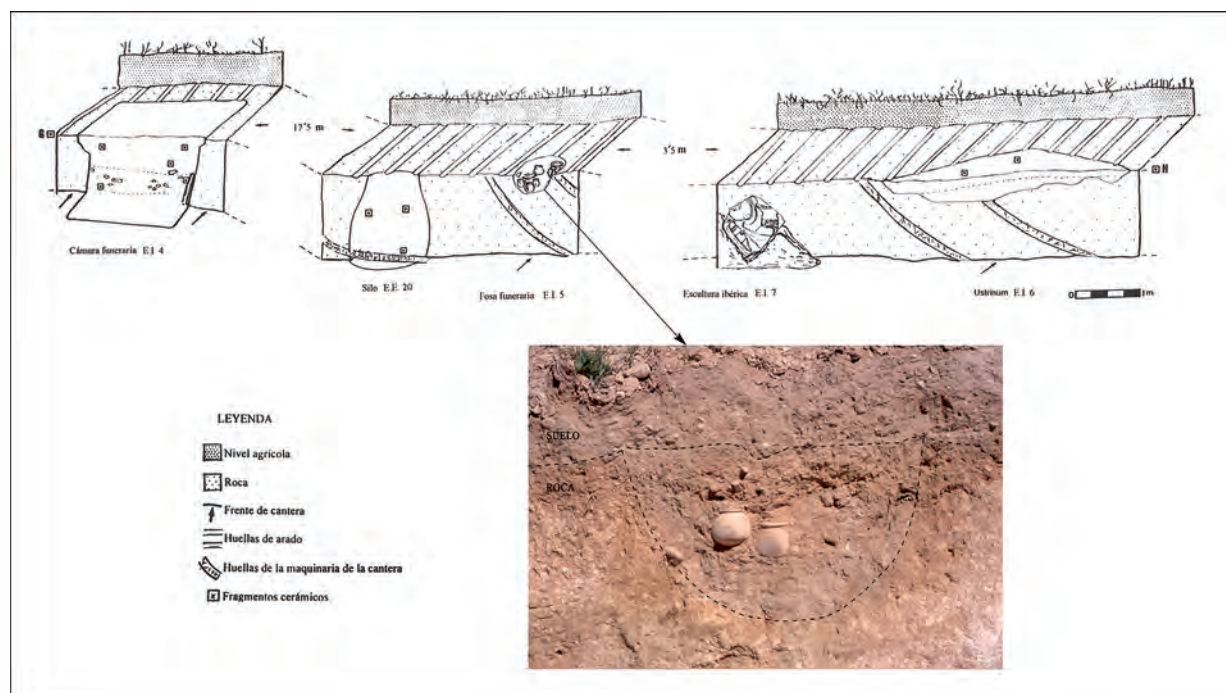 G
17'5 m
3'5 m
H
Cámara funeraria E.I. 4
Silo E.E. 20
Fosa funeraria E.I. 5
Escultura ibérica E.I. 7
Ustrinum E.I. 6
0 1m
SUELO
ROCA
LEYENDA
Nivel agrícola
Roca
Frente de cantera
Huellas de arado
Huellas de la maquinaria de la cantera
Fragmentos cerámicos